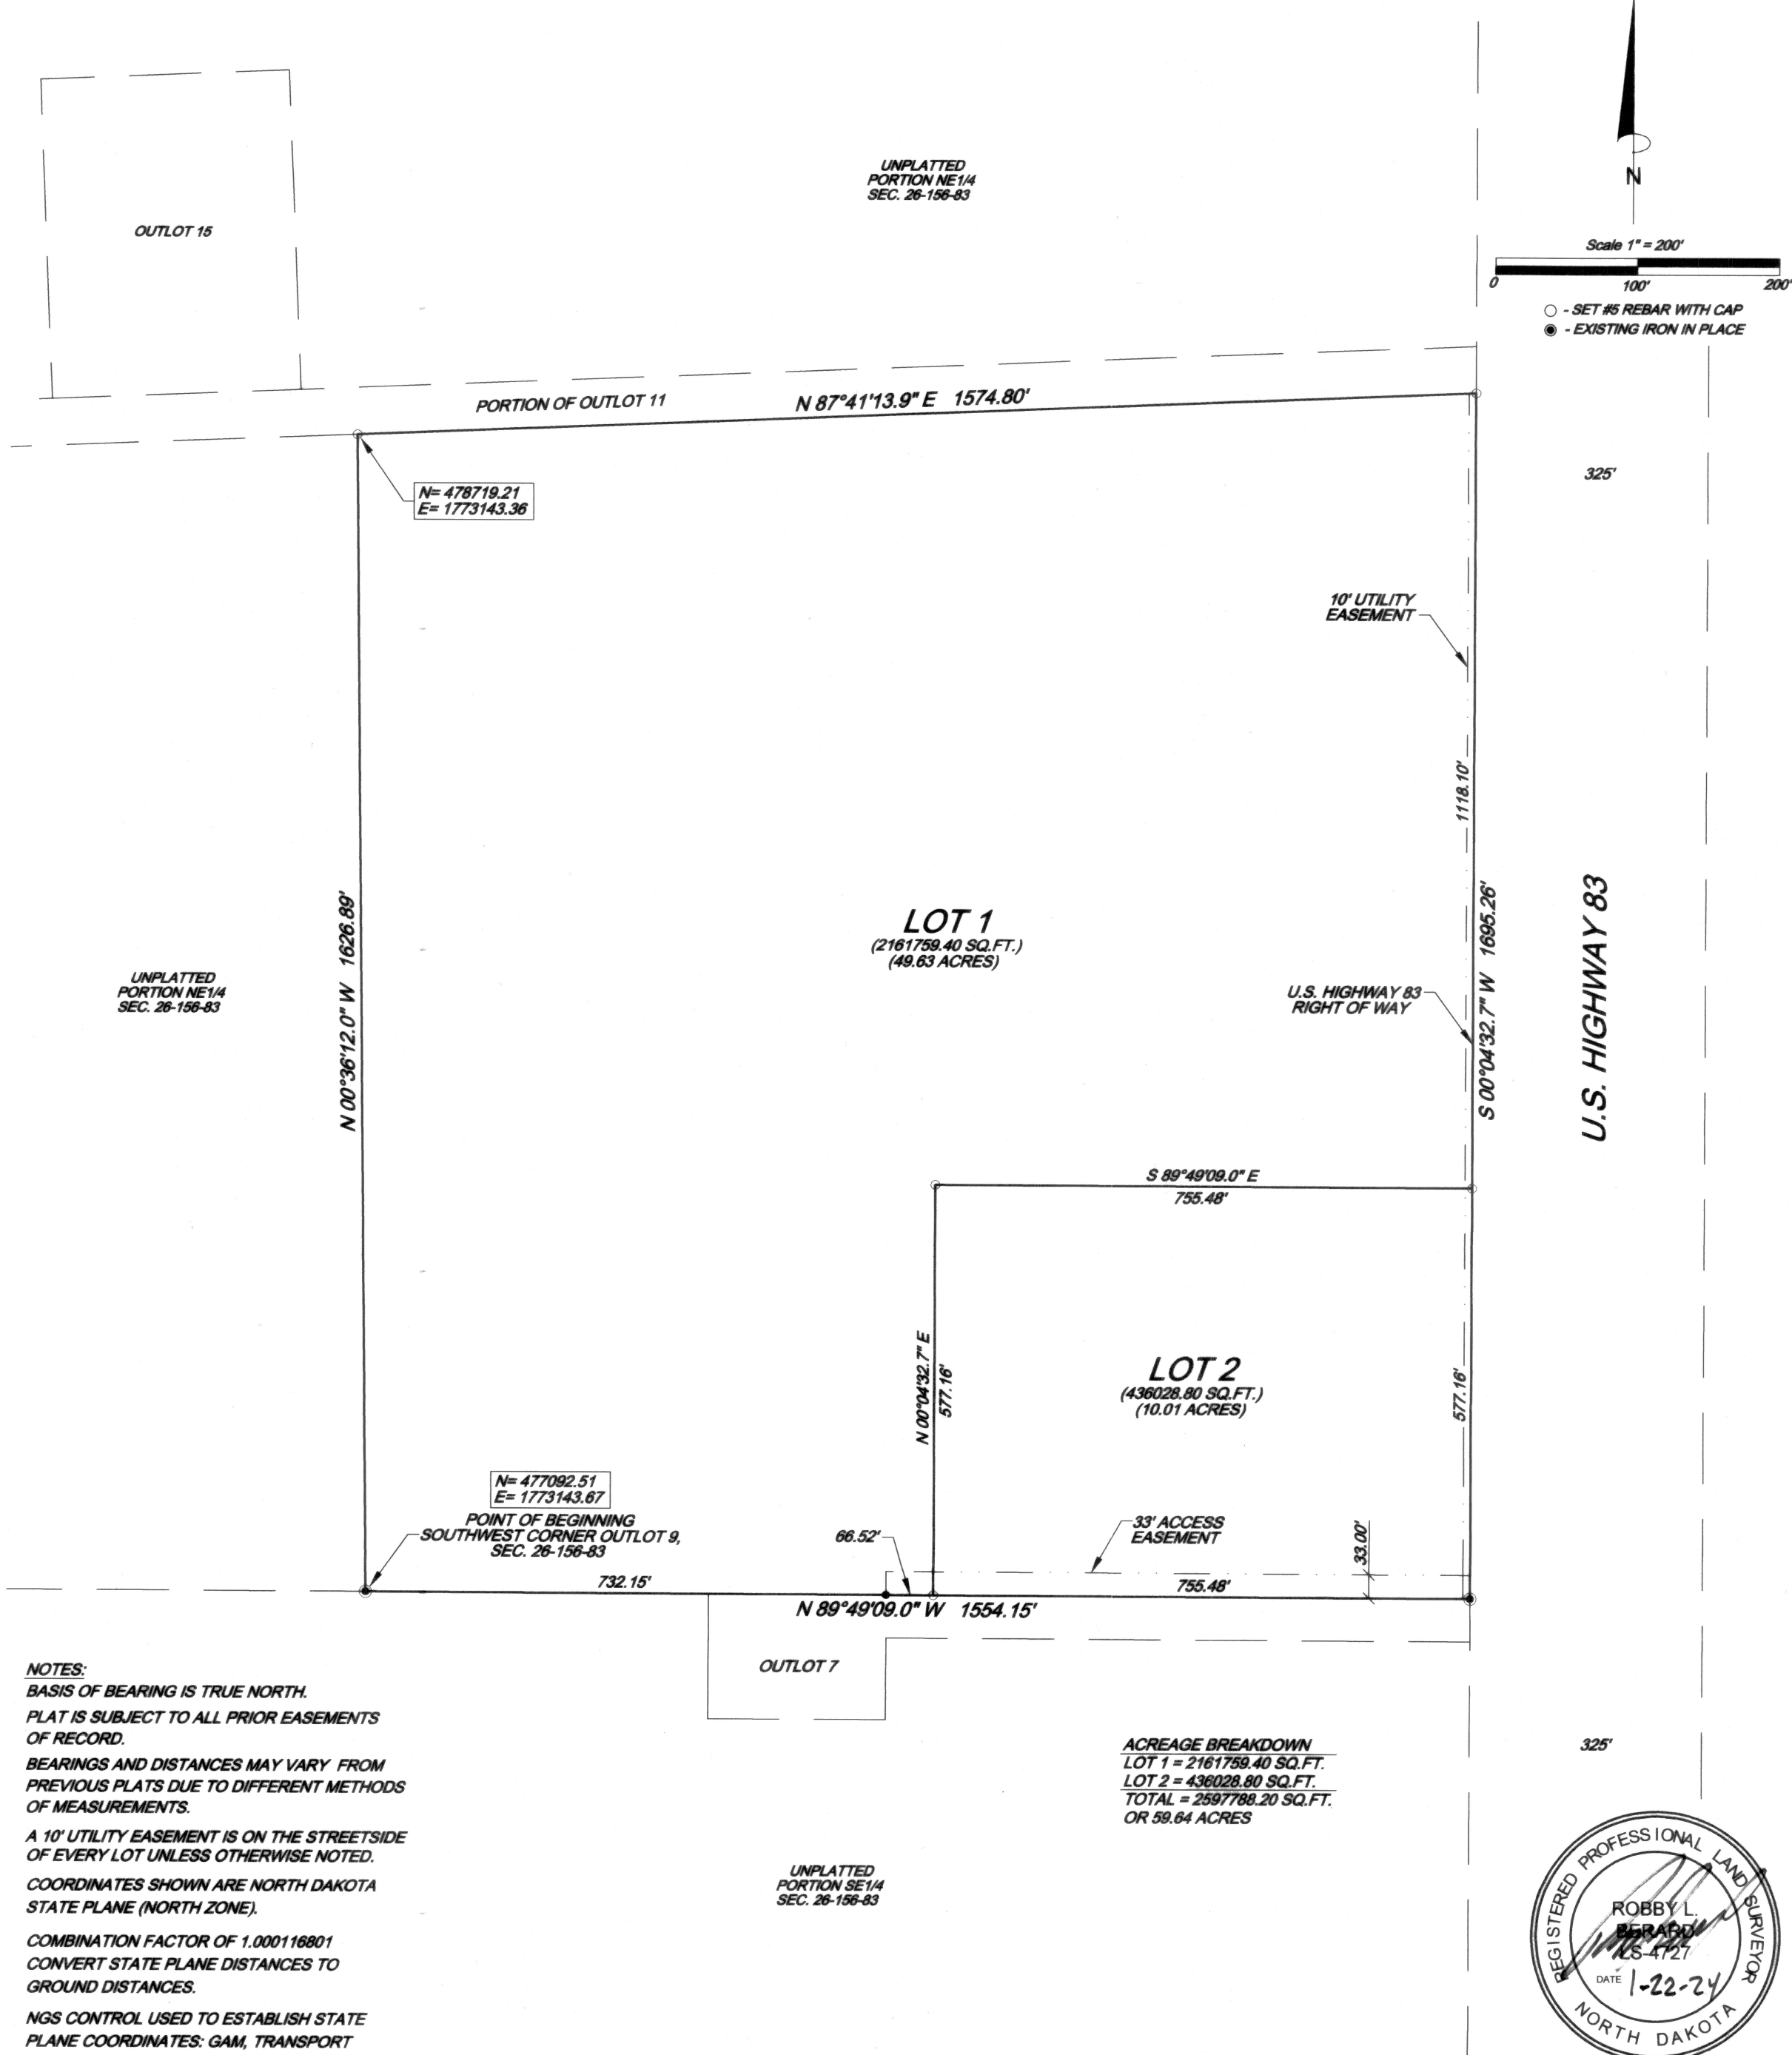 UNPLATTED
PORTION NE1/4
SEC. 26-156-83
OUTLOT 15
N
Scale 1" = 200'
0 100' 200'
- SET #5 REBAR WITH CAP
- EXISTING IRON IN PLACE
PORTION OF OUTLOT 11
N 87°41'13.9" E 1574.80'
325'
N= 478719.21
E= 1773143.36
10' UTILITY
EASEMENT
1118.10'
N 00°36'12.0" W 1626.89'
LOT 1
(2161759.40 SQ.FT.)
(49.63 ACRES)
S 00°04'32.7" W 1695.26'
U.S. HIGHWAY 83
UNPLATTED
PORTION NE1/4
SEC. 26-156-83
U.S. HIGHWAY 83
RIGHT OF WAY
S 89°49'09.0" E
755.48'
N 00°04'32.7" E
577.16'
LOT 2
(436028.80 SQ.FT.)
(10.01 ACRES)
577.16'
N= 477092.51
E= 1773143.67
POINT OF BEGINNING
SOUTHWEST CORNER OUTLOT 9,
SEC. 26-156-83
66.52'
33' ACCESS
EASEMENT
33.00'
732.15'
755.48'
N 89°49'09.0" W 1554.15'
OUTLOT 7
NOTES:
BASIS OF BEARING IS TRUE NORTH.
PLAT IS SUBJECT TO ALL PRIOR EASEMENTS
OF RECORD.
BEARINGS AND DISTANCES MAY VARY FROM
PREVIOUS PLATS DUE TO DIFFERENT METHODS
OF MEASUREMENTS.
A 10' UTILITY EASEMENT IS ON THE STREETSIDE
OF EVERY LOT UNLESS OTHERWISE NOTED.
COORDINATES SHOWN ARE NORTH DAKOTA
STATE PLANE (NORTH ZONE).
COMBINATION FACTOR OF 1.000116801
CONVERT STATE PLANE DISTANCES TO
GROUND DISTANCES.
NGS CONTROL USED TO ESTABLISH STATE
PLANE COORDINATES: GAM, TRANSPORT
ACREAGE BREAKDOWN
LOT 1 = 2161759.40 SQ.FT.
LOT 2 = 436028.80 SQ.FT.
TOTAL = 2597788.20 SQ.FT.
OR 59.64 ACRES
325'
UNPLATTED
PORTION SE1/4
SEC. 26-156-83
REGISTERED PROFESSIONAL LAND SURVEYOR
ROBBY L.
BERARD
LS-4727
DATE 1-22-24
NORTH DAKOTA